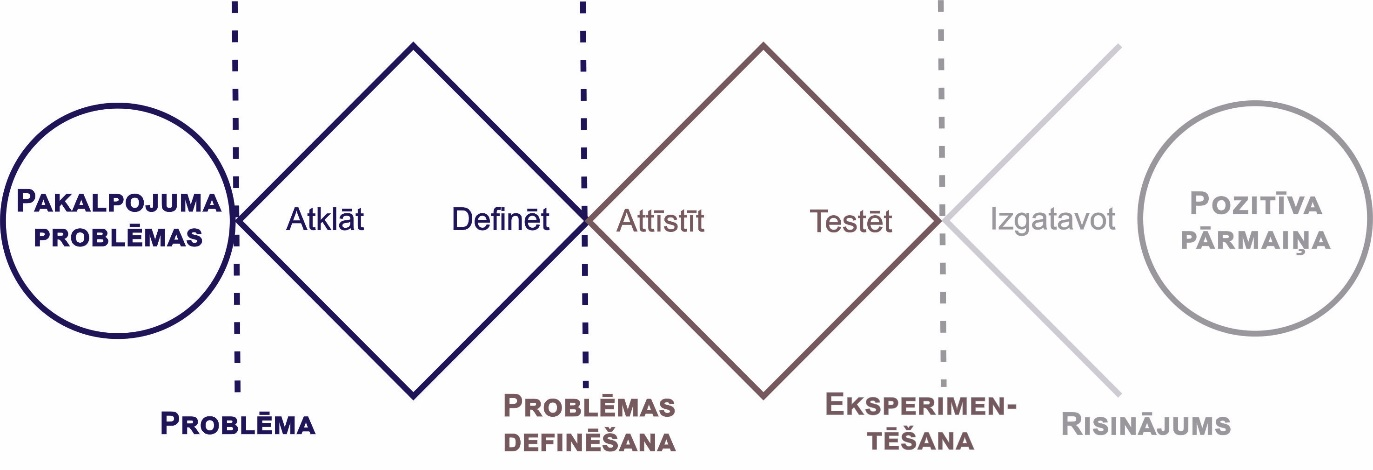 PAKALPOJUMA
PROBLĒMAS
Atklāt
Definēt
Attīstīt
Testēt
Izgatavot
POZITĪVA
PĀRMAIŅA
PROBLĒMA
PROBLĒMAS
DEFINĒŠANA
EKSPERIMEN-
TĒŠANA
RISINĀJUMS